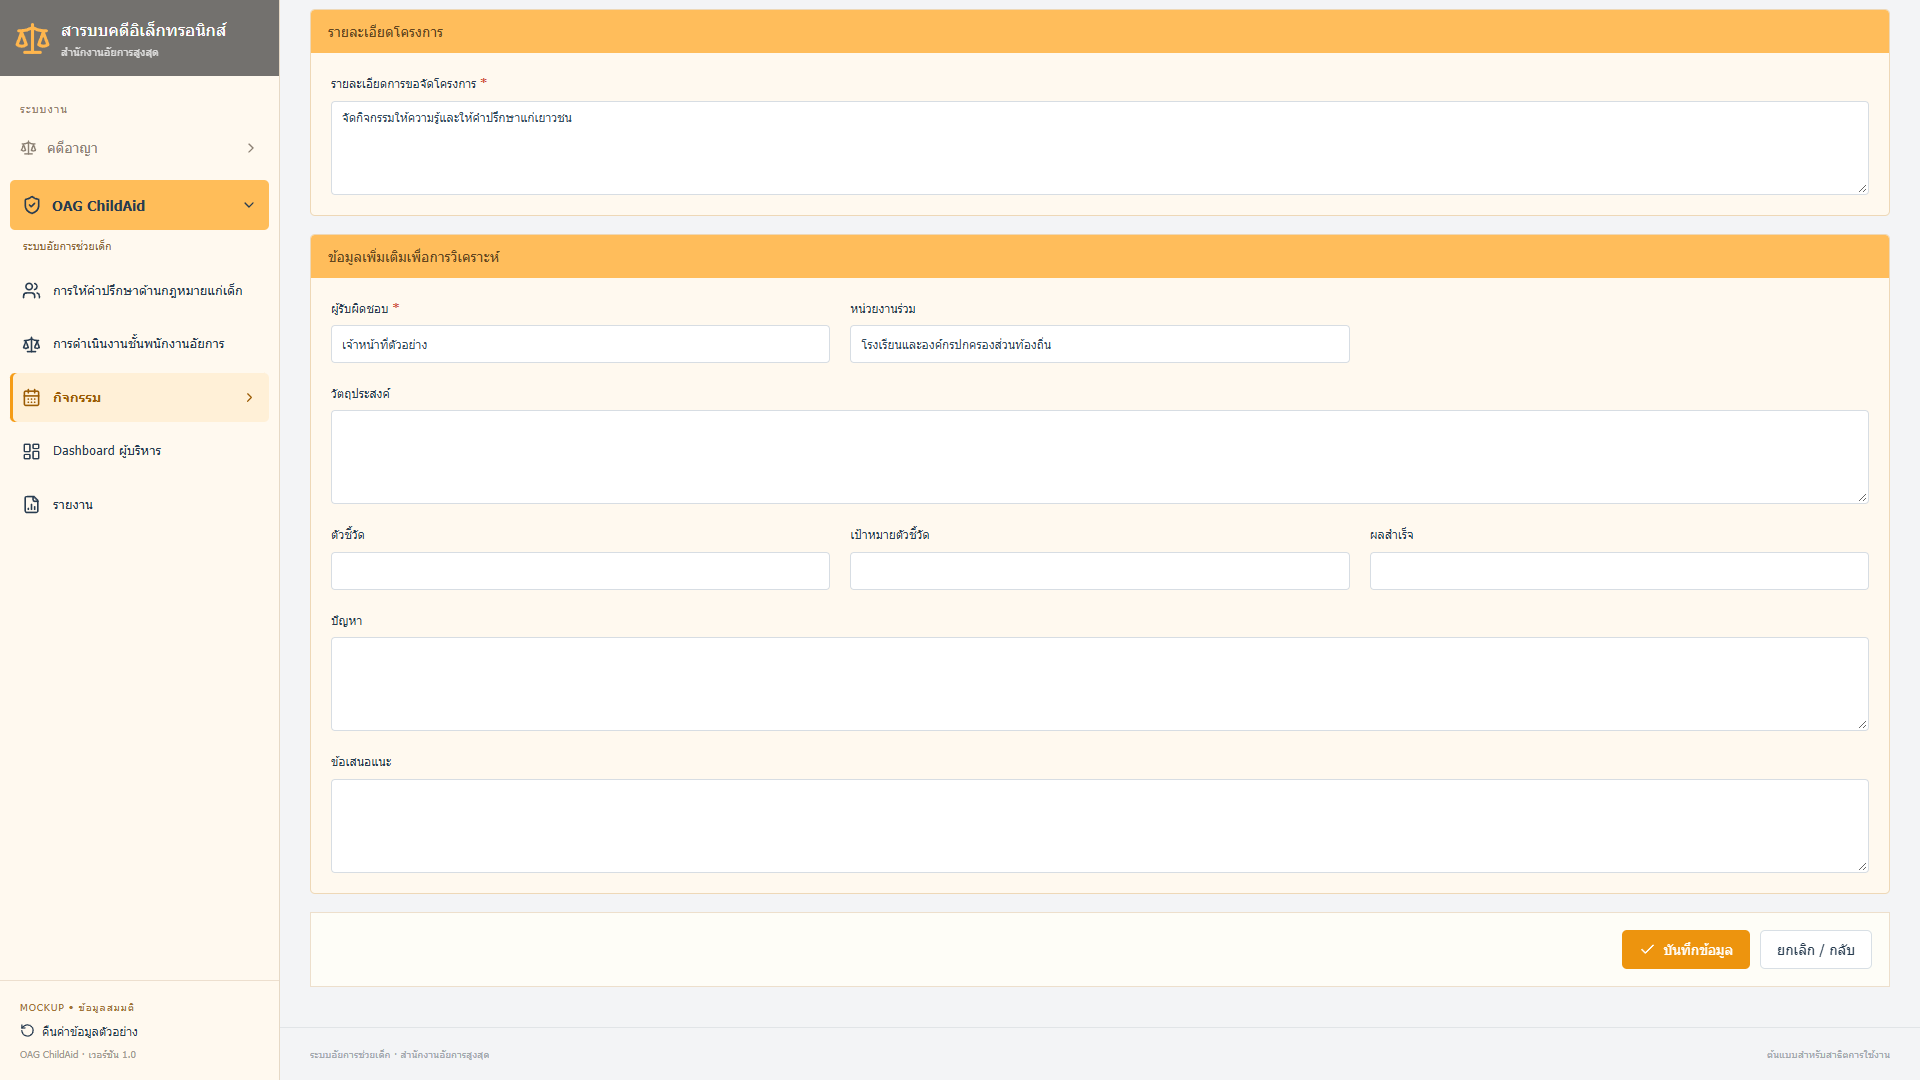 สารบบคดีอิเล็กทรอนิกส์
สำนักงานอัยการสูงสุด
ระบบงาน
คดีอาญา
OAG ChildAid
ระบบอัยการช่วยเด็ก
การให้คำปรึกษาด้านกฎหมายแก่เด็ก
การดำเนินงานชั้นพนักงานอัยการ
กิจกรรม
Dashboard ผู้บริหาร
รายงาน
MOCKUP • ข้อมูลสมมติ
คืนค่าข้อมูลตัวอย่าง
OAG ChildAid · เวอร์ชัน 1.0
รายละเอียดโครงการ
รายละเอียดการขอจัดโครงการ *
จัดกิจกรรมให้ความรู้และให้คำปรึกษาแก่เยาวชน
ข้อมูลเพิ่มเติมเพื่อการวิเคราะห์
ผู้รับผิดชอบ *
หน่วยงานร่วม
เจ้าหน้าที่ตัวอย่าง
โรงเรียนและองค์กรปกครองส่วนท้องถิ่น
วัตถุประสงค์
ตัวชี้วัด
เป้าหมายตัวชี้วัด
ผลสำเร็จ
ปัญหา
ข้อเสนอแนะ
บันทึกข้อมูล
ยกเลิก / กลับ
ระบบอัยการช่วยเด็ก · สำนักงานอัยการสูงสุด
ต้นแบบสำหรับสาธิตการใช้งาน